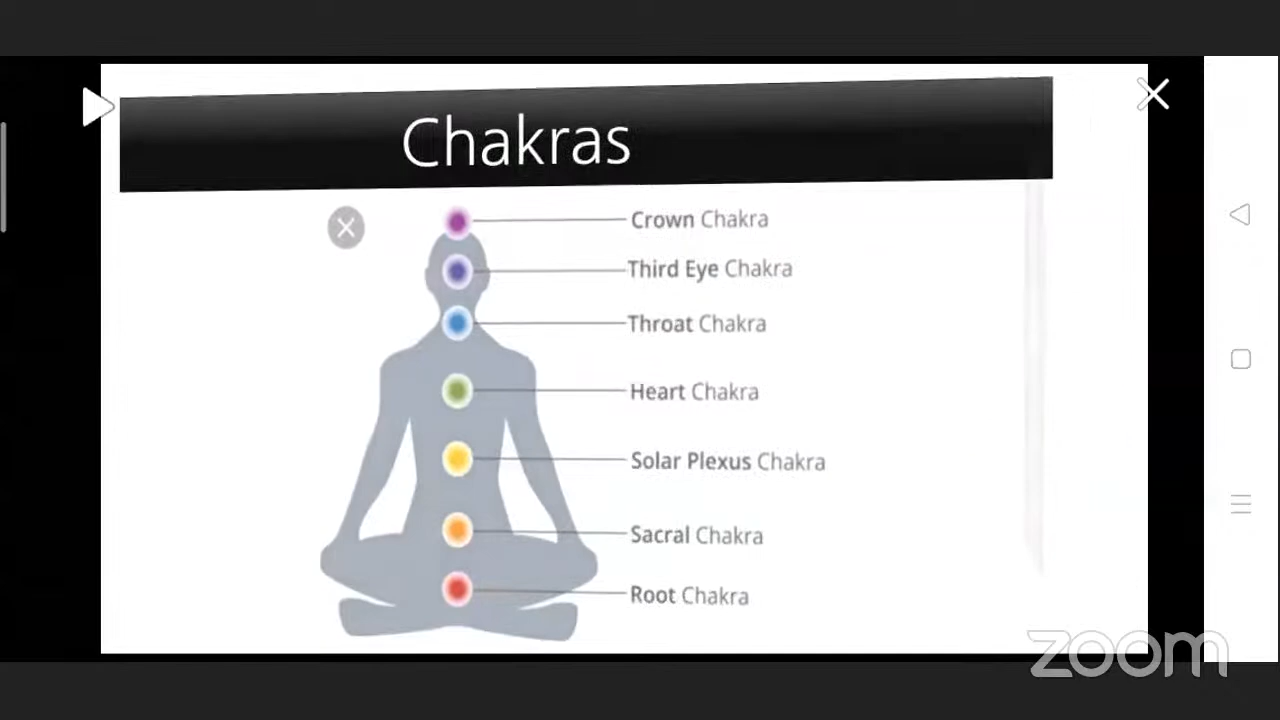 Chakras
Crown Chakra
Third Eye Chakra
Throat Chakra
Heart Chakra
Solar Plexus Chakra
Sacral Chakra
Root Chakra
zoom